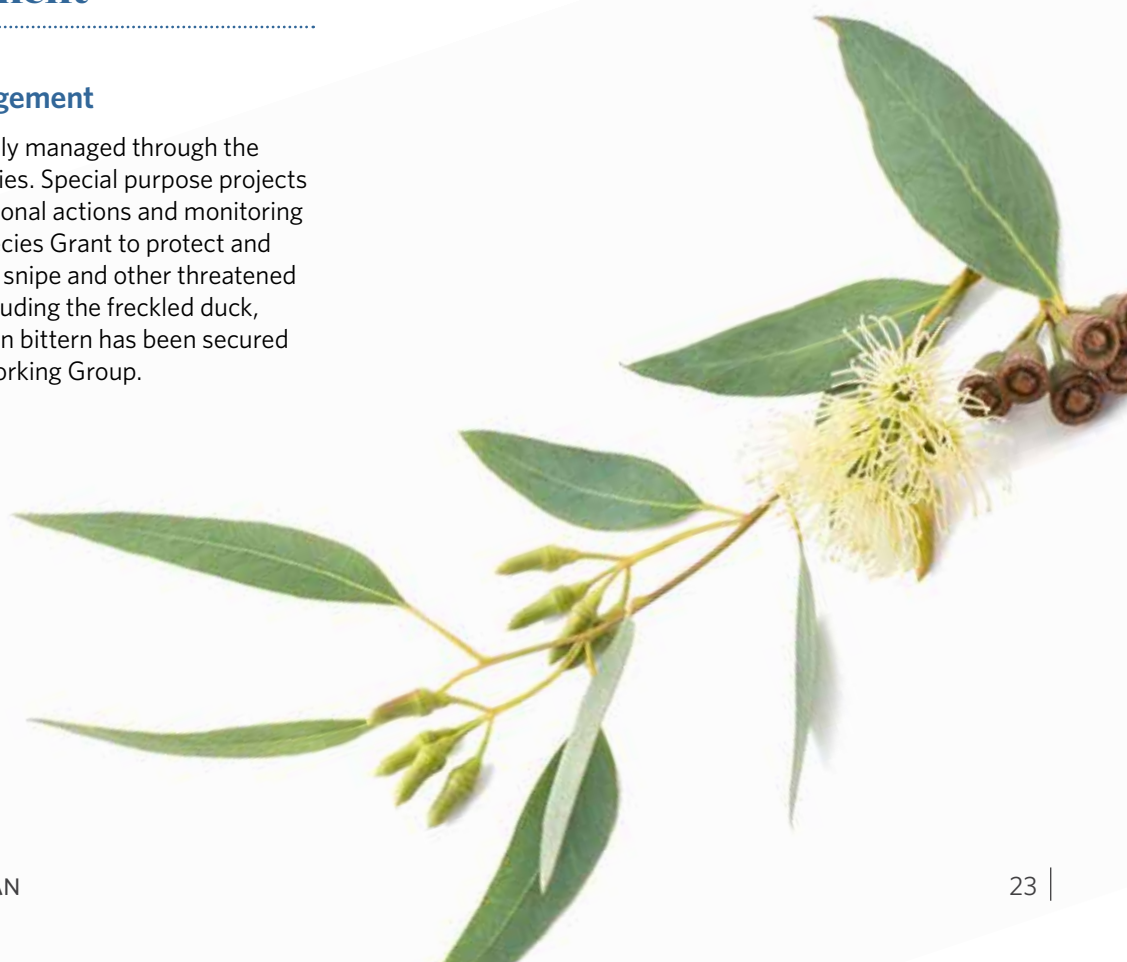 gement
ly managed through the
ies. Special purpose projects
onal actions and monitoring
cies Grant to protect and
snipe and other threatened
uding the freckled duck,
n bittern has been secured
orking Group.
AN
23